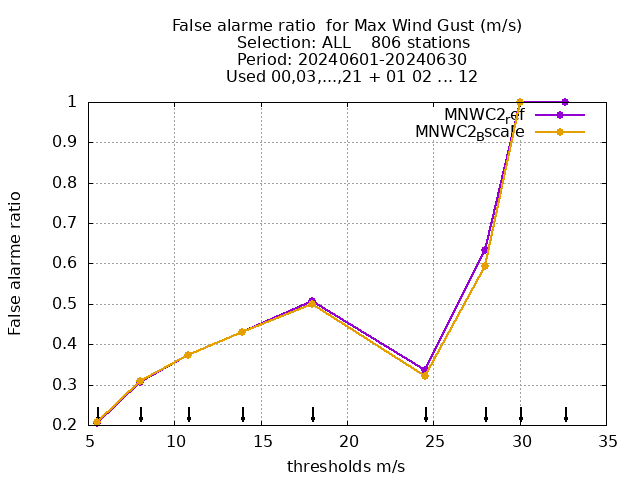 False alarme ratio  for Max Wind Gust (m/s)
Selection: ALL    806 stations
Period: 20240601-20240630
Used 00,03,...,21 + 01 02 ... 12
MNWC2ref
MNWC2Bscale
False alarme ratio
1
0.9
0.8
0.7
0.6
0.5
0.4
0.3
0.2
5 10 15 20 25 30 35
thresholds m/s